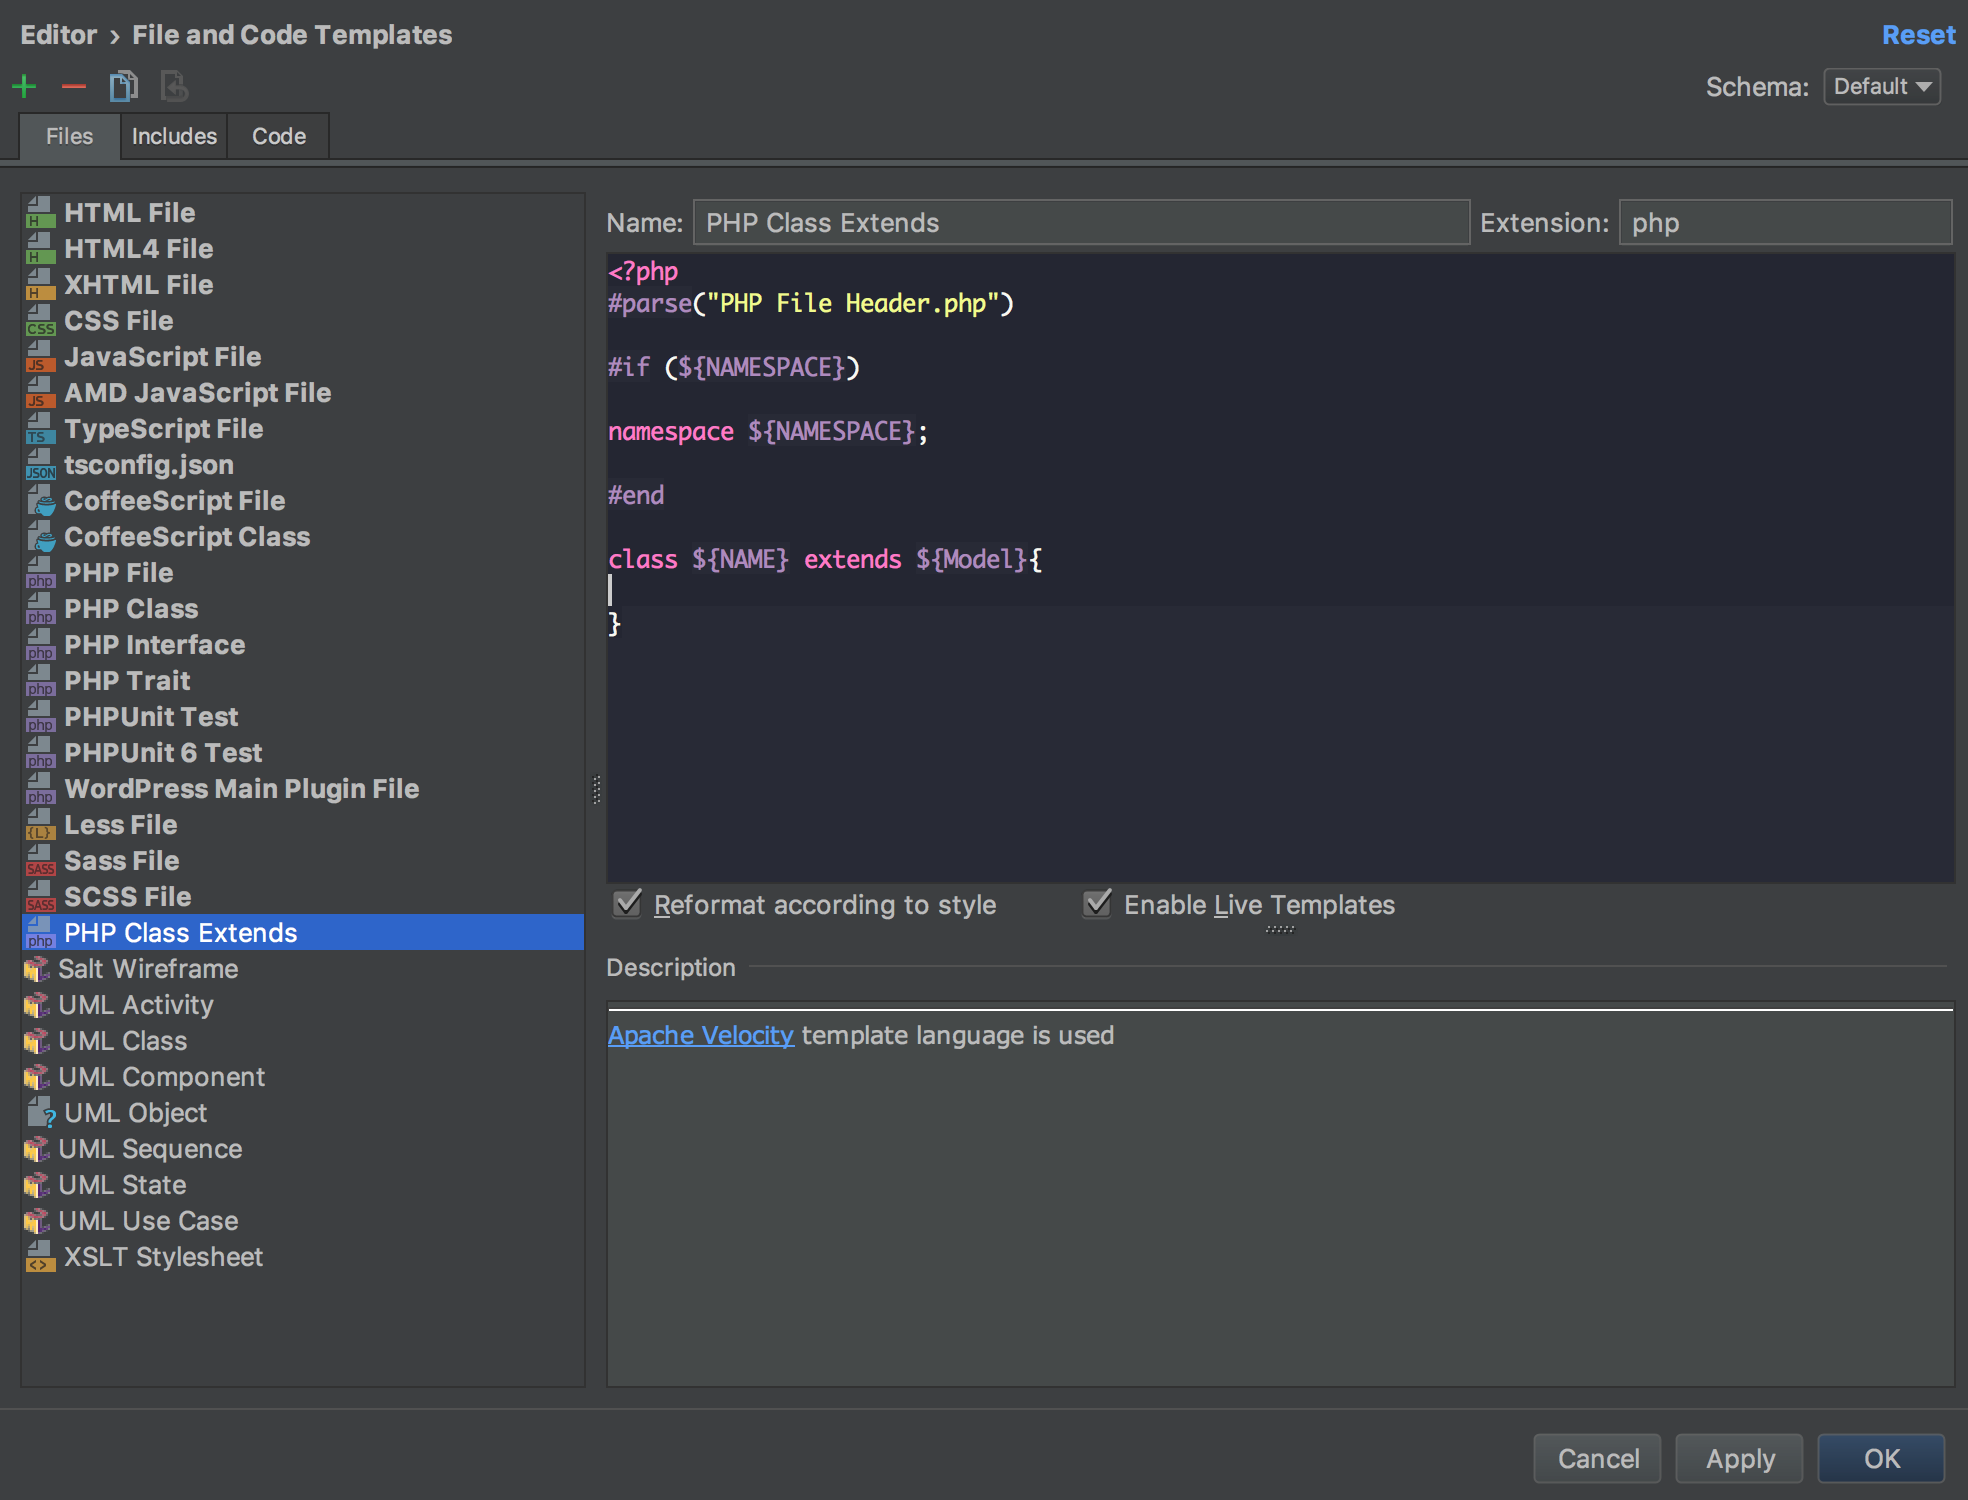 Editor › File and Code Templates
Reset
Schema: Default
Files Includes Code
HTML File
HTML4 File
XHTML File
CSS File
JavaScript File
AMD JavaScript File
TypeScript File
tsconfig.json
CoffeeScript File
CoffeeScript Class
PHP File
PHP Class
PHP Interface
PHP Trait
PHPUnit Test
PHPUnit 6 Test
WordPress Main Plugin File
Less File
Sass File
SCSS File
PHP Class Extends
Salt Wireframe
UML Activity
UML Class
UML Component
UML Object
UML Sequence
UML State
UML Use Case
XSLT Stylesheet
Name: PHP Class Extends Extension: php
<?php
#parse("PHP File Header.php")
#if (${NAMESPACE})
namespace ${NAMESPACE};
#end
class ${NAME} extends ${Model}{
}
Reformat according to style Enable Live Templates
Description
Apache Velocity template language is used
Cancel Apply OK